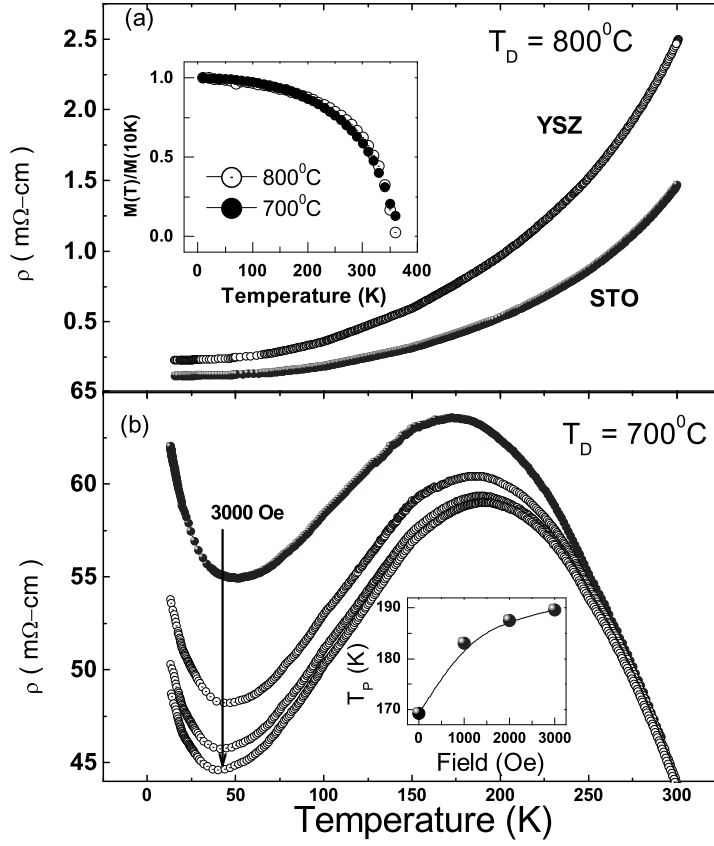 (a)
T_D = 800⁰C
2.5
2.0
1.5
1.0
0.5
ρ ( mΩ−cm)
YSZ
STO
M(T)/M(10K)
1.0
0.5
0.0
800⁰C
700⁰C
0 100 200 300 400
Temperature (K)
(b)
T_D = 700⁰C
65
60
55
50
45
ρ ( mΩ−cm)
3000 Oe
T_P (K)
190
180
170
0 1000 2000 3000
Field (Oe)
0 50 100 150 200 250 300
Temperature (K)